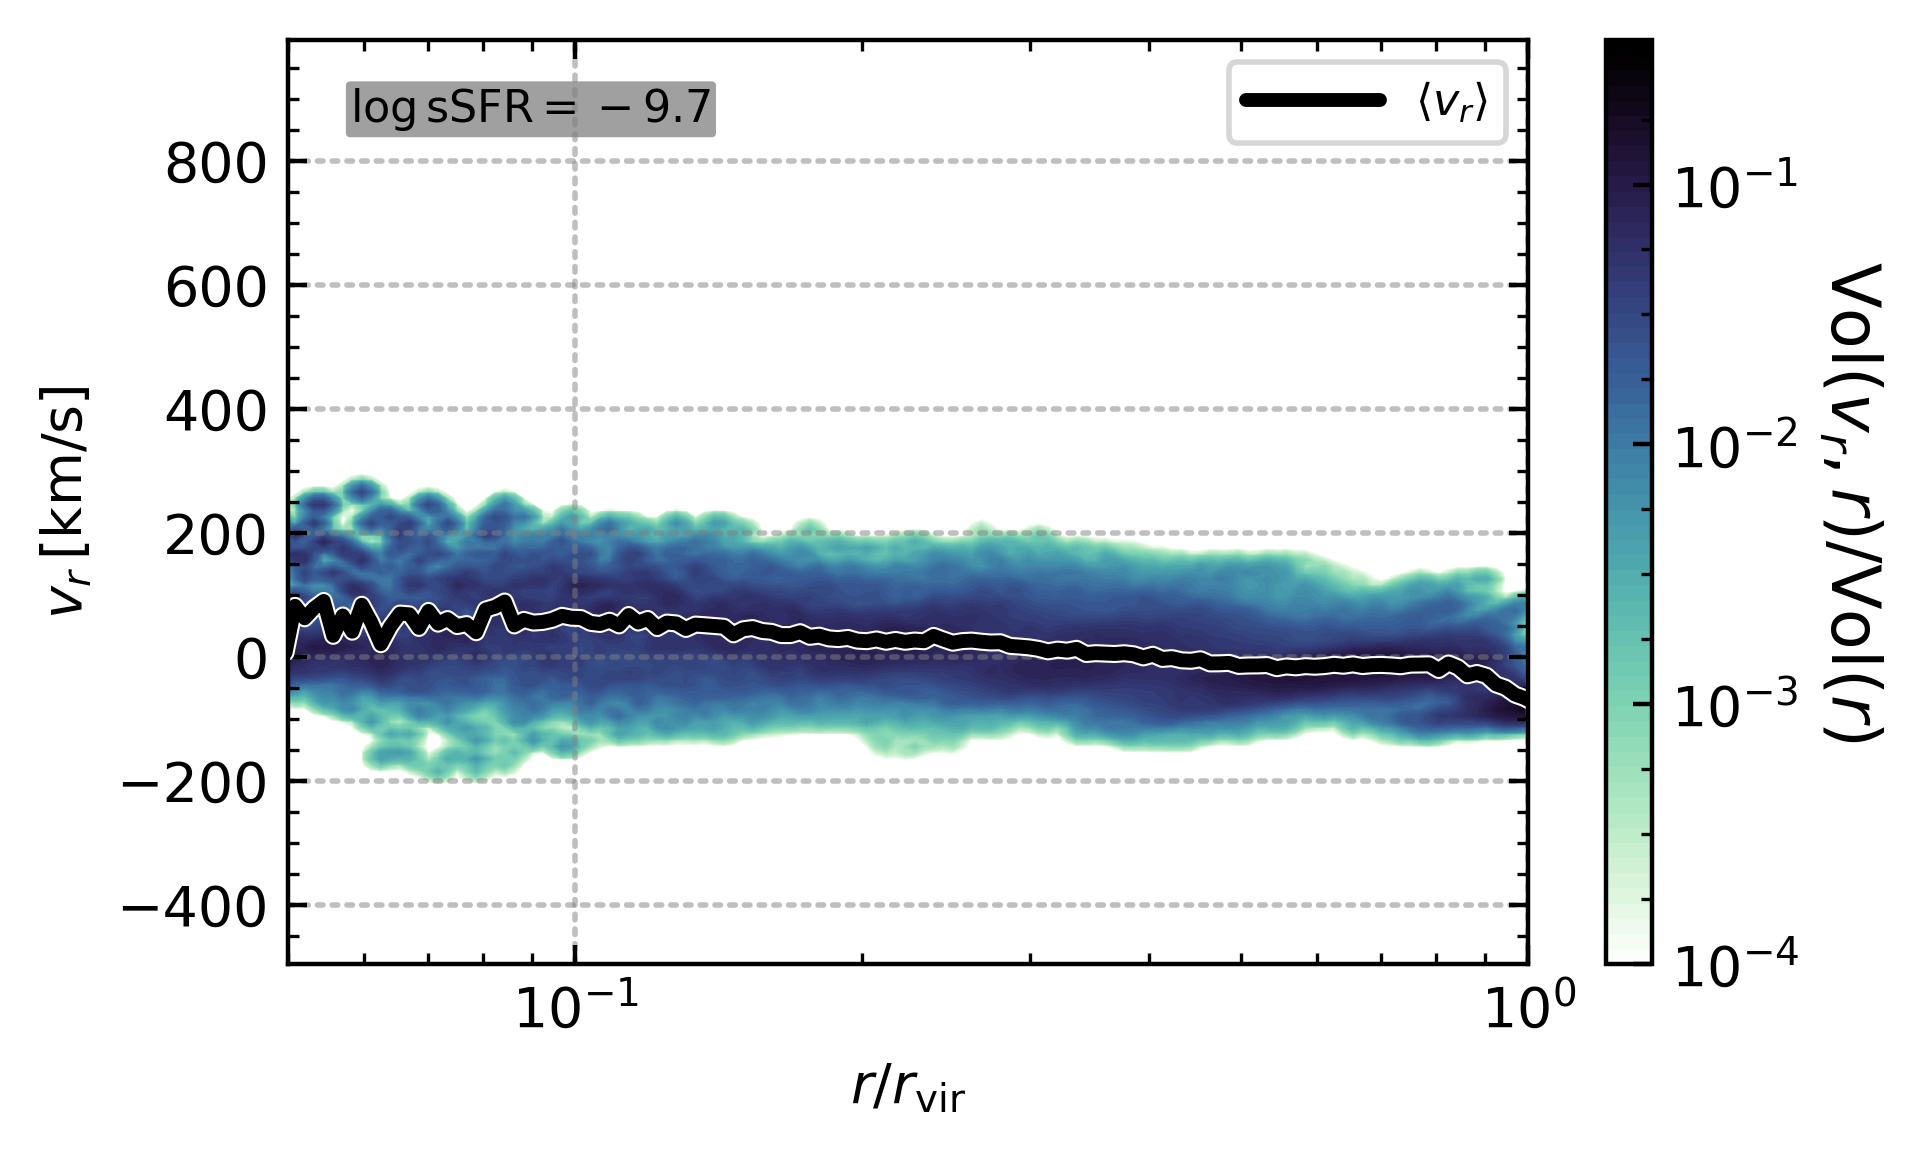 log sSFR = −9.7
⟨v_r⟩
800
600
400
200
0
−200
−400
v_r [km/s]
10^{−1}
10^0
r/r_vir
10^{−1}
10^{−2}
10^{−3}
10^{−4}
Vol(v_r, r)/Vol(r)